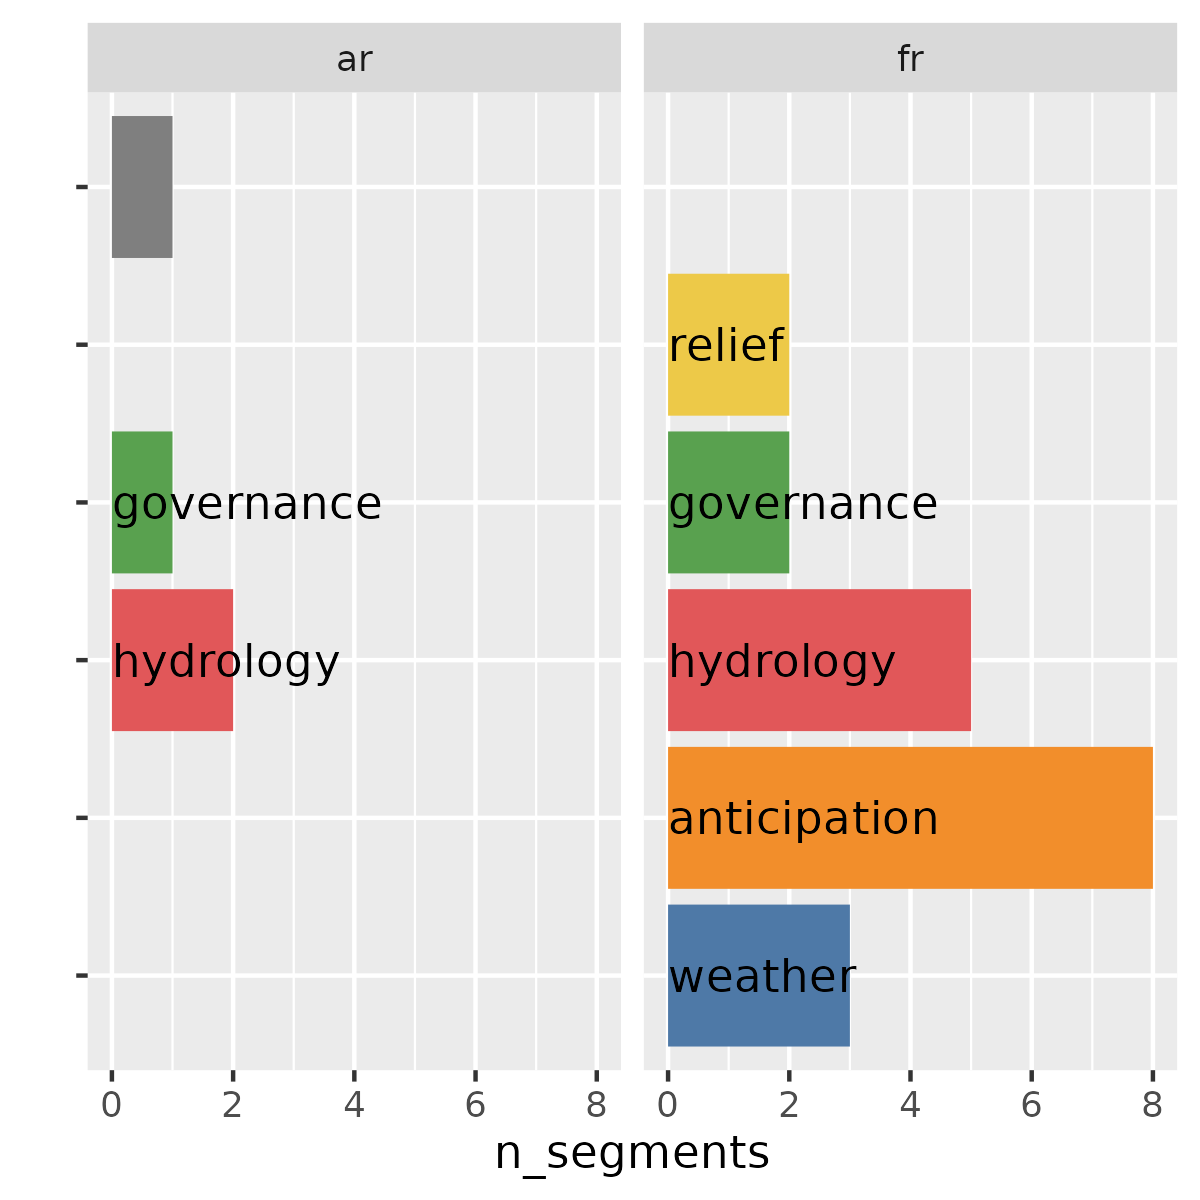 ar
fr
relief
governance
governance
hydrology
hydrology
anticipation
weather
0 2 4 6 8 0 2 4 6 8
n_segments